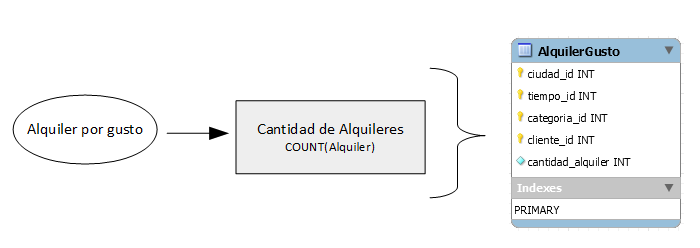 Alquiler por gusto
Cantidad de Alquileres
COUNT(Alquiler)
AlquilerGusto
ciudad_id INT
tiempo_id INT
categoria_id INT
cliente_id INT
cantidad_alquiler INT
Indexes
PRIMARY